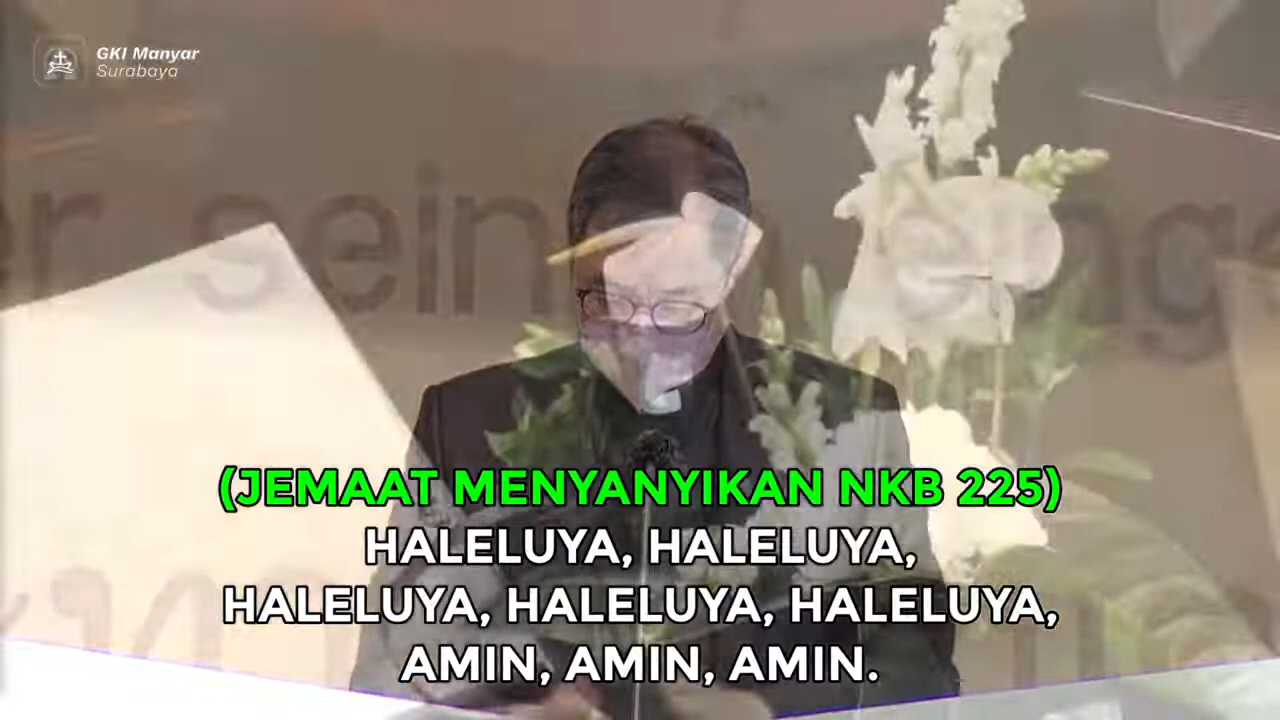 GKI Manyar
Surabaya
(JEMAAT MENYANYIKAN NKB 225)
HALELUYA, HALELUYA,
HALELUYA, HALELUYA, HALELUYA,
AMIN, AMIN, AMIN.